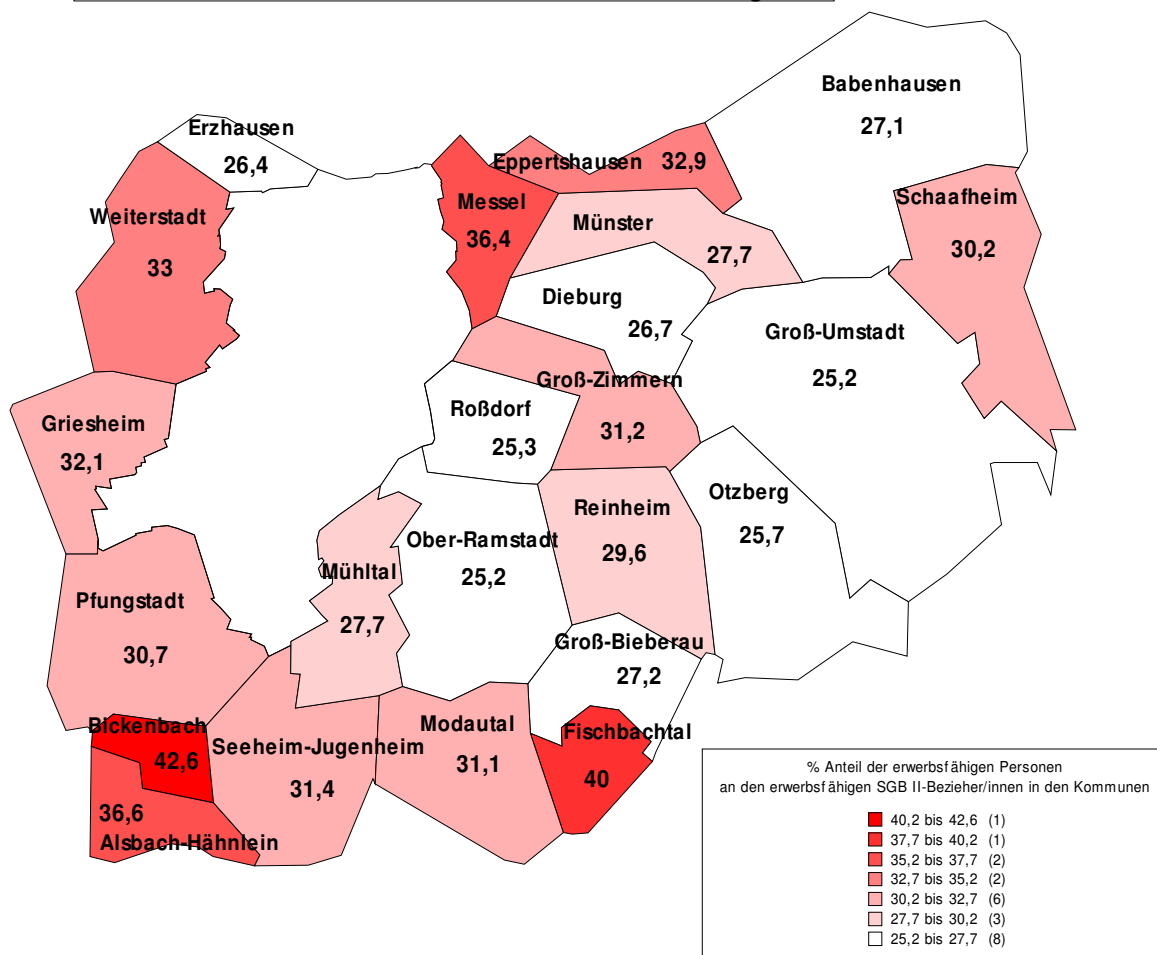 Babenhausen
27,1
Erzhausen
26,4
Eppertshausen 32,9
Messel
36,4
Schaafheim
30,2
Weiterstadt
33
Münster
27,7
Dieburg
26,7
Groß-Umstadt
25,2
Groß-Zimmern
31,2
Griesheim
32,1
Roßdorf
25,3
Otzberg
25,7
Reinheim
29,6
Ober-Ramstadt
25,2
Mühltal
27,7
Pfungstadt
30,7
Groß-Bieberau
27,2
Bickenbach
42,6
Seeheim-Jugenheim
31,4
Modautal
31,1
Fischbachtal
40
36,6
Alsbach-Hähnlein
% Anteil der erwerbsfähigen Personen
an den erwerbsfähigen SGB II-Bezieher/innen in den Kommunen
40,2 bis 42,6 (1)
37,7 bis 40,2 (1)
35,2 bis 37,7 (2)
32,7 bis 35,2 (2)
30,2 bis 32,7 (6)
27,7 bis 30,2 (3)
25,2 bis 27,7 (8)